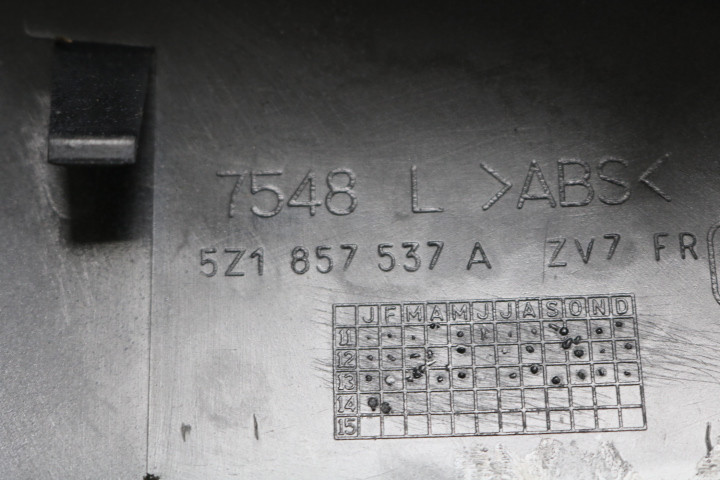 7548 L >ABS<
5Z1 857 537 A ZV7 FR
J F M A M J J A S O N D
11
12
13
14
15